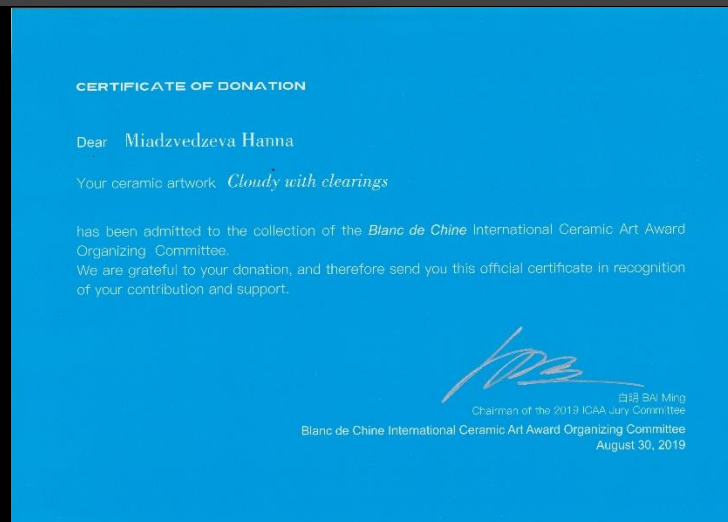 CERTIFICATE OF DONATION
Dear Miadzvedzeva Hanna
Your ceramic artwork Cloudy with clearings
has been admitted to the collection of the Blanc de Chine International Ceramic Art Award
Organizing Committee.
We are grateful to your donation, and therefore send you this official certificate in recognition
of your contribution and support.
白明 BAI Ming
Chairman of the 2019 ICAA Jury Committee
Blanc de Chine International Ceramic Art Award Organizing Committee
August 30, 2019